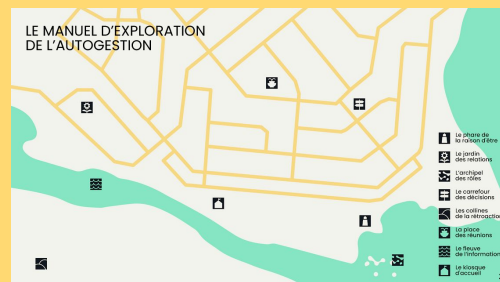 LE MANUEL D'EXPLORATION
DE L'AUTOGESTION
Le phare de
la raison d'être
Le jardin
des relations
L'archipel
des rôles
Le carrefour
des décisions
Les collines
de la rétroaction
La place
des réunions
Le fleuve
de l'information
Le kiosque
d'accueil